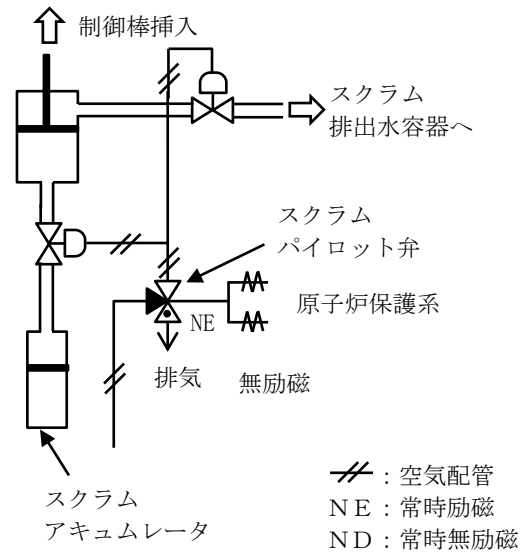 制御棒挿入
スクラム
排出水容器へ
スクラム
パイロット弁
原子炉保護系
NE
排気
無励磁
スクラム
アキュムレータ
：空気配管
ＮＥ：常時励磁
ＮＤ：常時無励磁